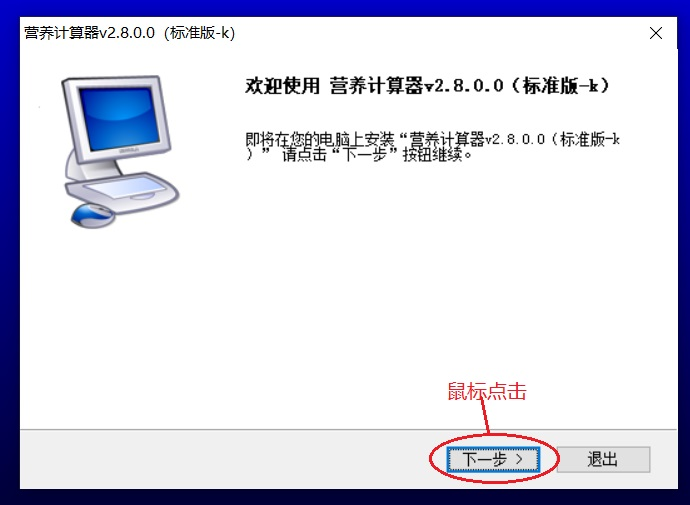 营养计算器v2.8.0.0（标准版-k）
欢迎使用 营养计算器v2.8.0.0（标准版-k）
即将在您的电脑上安装“营养计算器v2.8.0.0（标准版-k
）” 请点击“下一步”按钮继续。
鼠标点击
下一步 >
退出